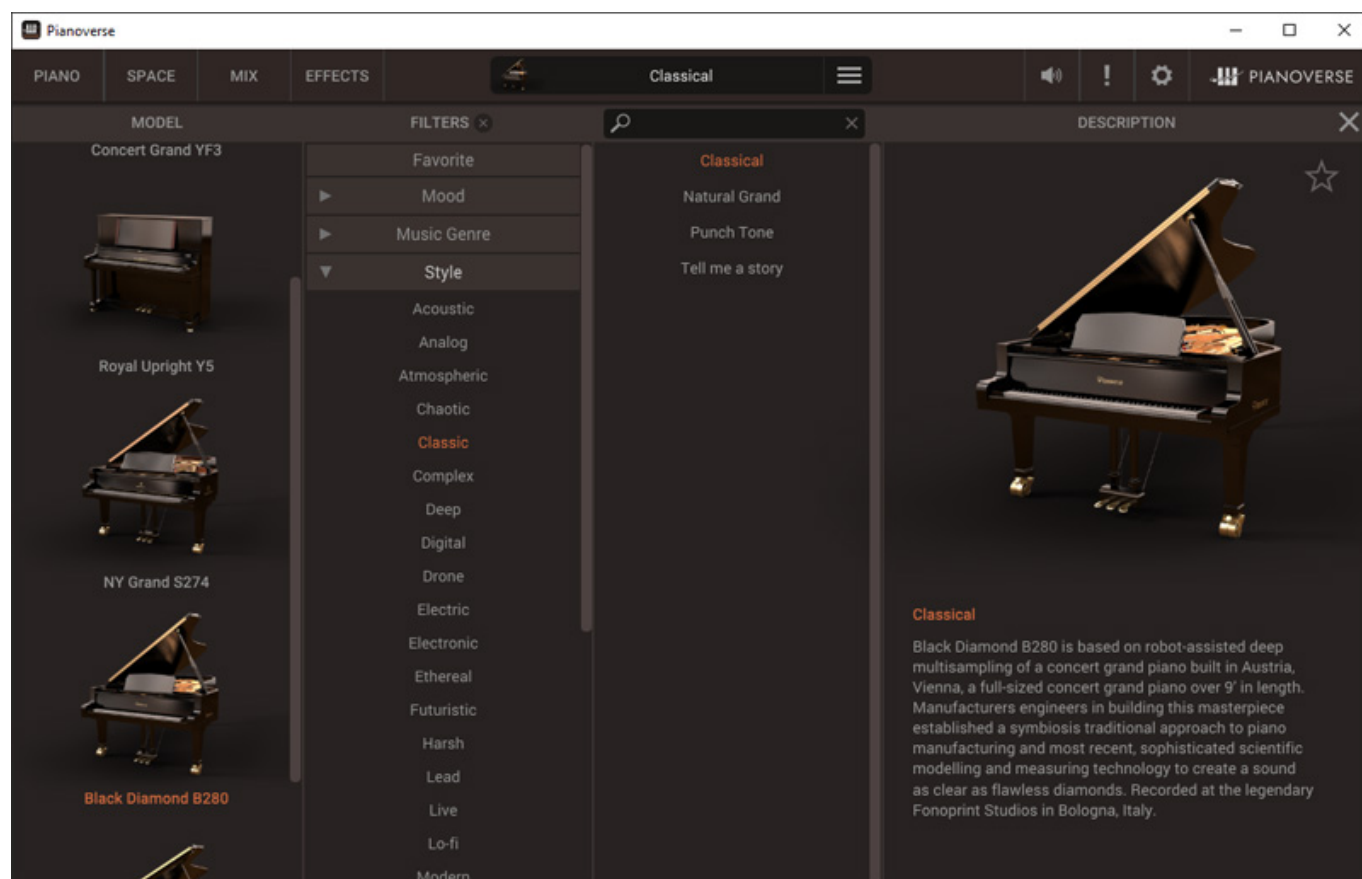 Pianoverse
PIANO
SPACE
MIX
EFFECTS
Classical
PIANOVERSE
MODEL
FILTERS
DESCRIPTION
Concert Grand YF3
Royal Upright Y5
NY Grand S274
Black Diamond B280
Favorite
Mood
Music Genre
Style
Acoustic
Analog
Atmospheric
Chaotic
Classic
Complex
Deep
Digital
Drone
Electric
Electronic
Ethereal
Futuristic
Harsh
Lead
Live
Lo-fi
Modern
Classical
Natural Grand
Punch Tone
Tell me a story
Classical
Black Diamond B280 is based on robot-assisted deep
multisampling of a concert grand piano built in Austria,
Vienna, a full-sized concert grand piano over 9' in length.
Manufacturers engineers in building this masterpiece
established a symbiosis traditional approach to piano
manufacturing and most recent, sophisticated scientific
modelling and measuring technology to create a sound
as clear as flawless diamonds. Recorded at the legendary
Fonoprint Studios in Bologna, Italy.